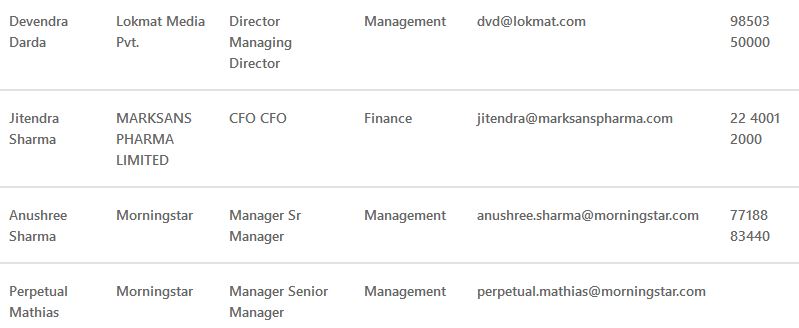 Devendra Lokmat Media Director Management dvd@lokmat.com 98503
Darda Pvt. Managing 50000
Director
Jitendra MARKSANS CFO CFO Finance jitendra@marksanspharma.com 22 4001
Sharma PHARMA 2000
LIMITED
Anushree Morningstar Manager Sr Management anushree.sharma@morningstar.com 77188
Sharma Manager 83440
Perpetual Morningstar Manager Senior Management perpetual.mathias@morningstar.com
Mathias Manager